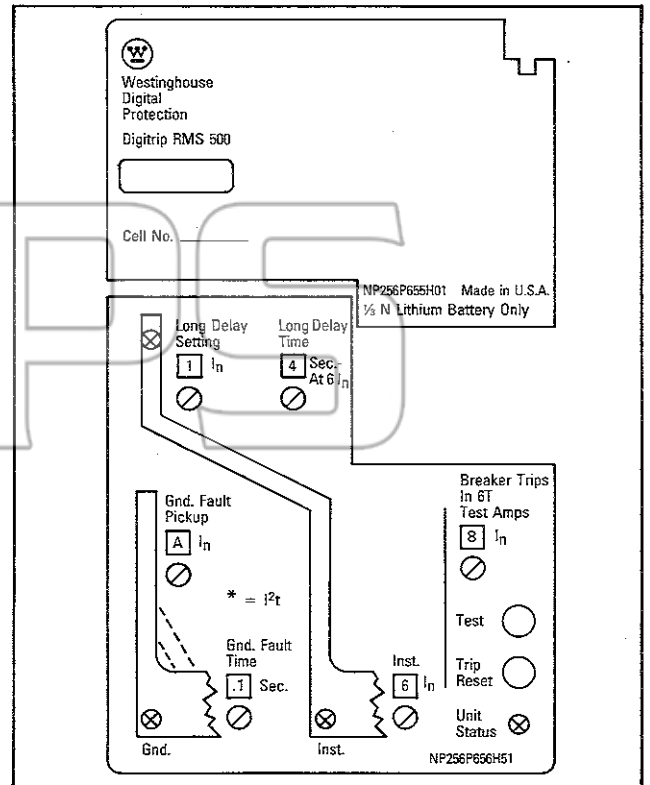 W
Westinghouse
Digital
Protection
Digitrip RMS 500
Cell No.
NP256P655H01 Made in U.S.A.
⅓ N Lithium Battery Only
PS
Long Delay
Setting
1 In
Long Delay
Time
4 Sec.
At 6 In
Gnd. Fault
Pickup
A In
* = I²t
Gnd. Fault
Time
.1 Sec.
Inst.
6 In
Breaker Trips
In 6T
Test Amps
8 In
Test
Trip
Reset
Unit
Status
Gnd.
Inst.
NP256P656H51